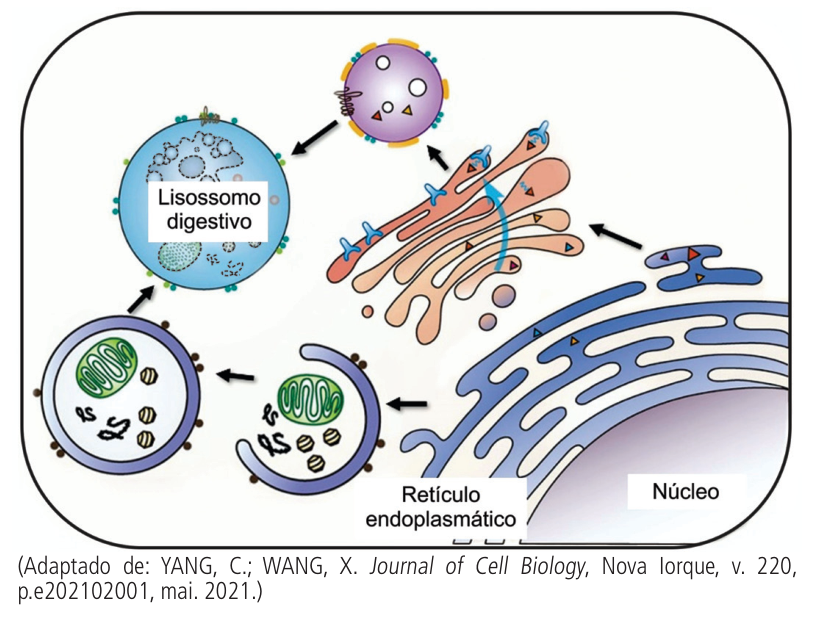 Lisossomo
digestivo
Retículo
endoplasmático
Núcleo
(Adaptado de: YANG, C.; WANG, X. Journal of Cell Biology, Nova Iorque, v. 220,
p.e202102001, mai. 2021.)